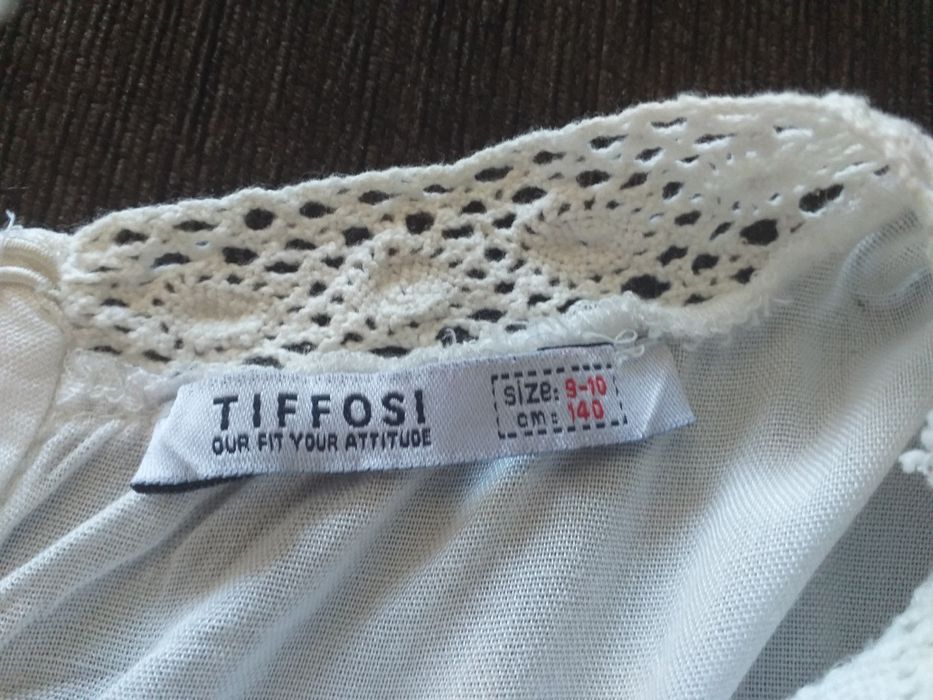 TIFFOSI
OUR FIT YOUR ATTITUDE
size: 9-10
cm: 140